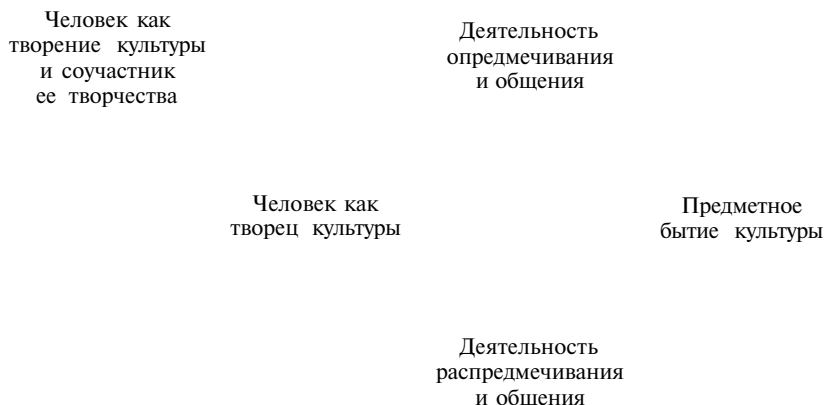 Человек как
творение культуры
и соучастник
ее творчества
Деятельность
опредмечивания
и общения
Человек как
творец культуры
Предметное
бытие культуры
Деятельность
распредмечивания
и общения